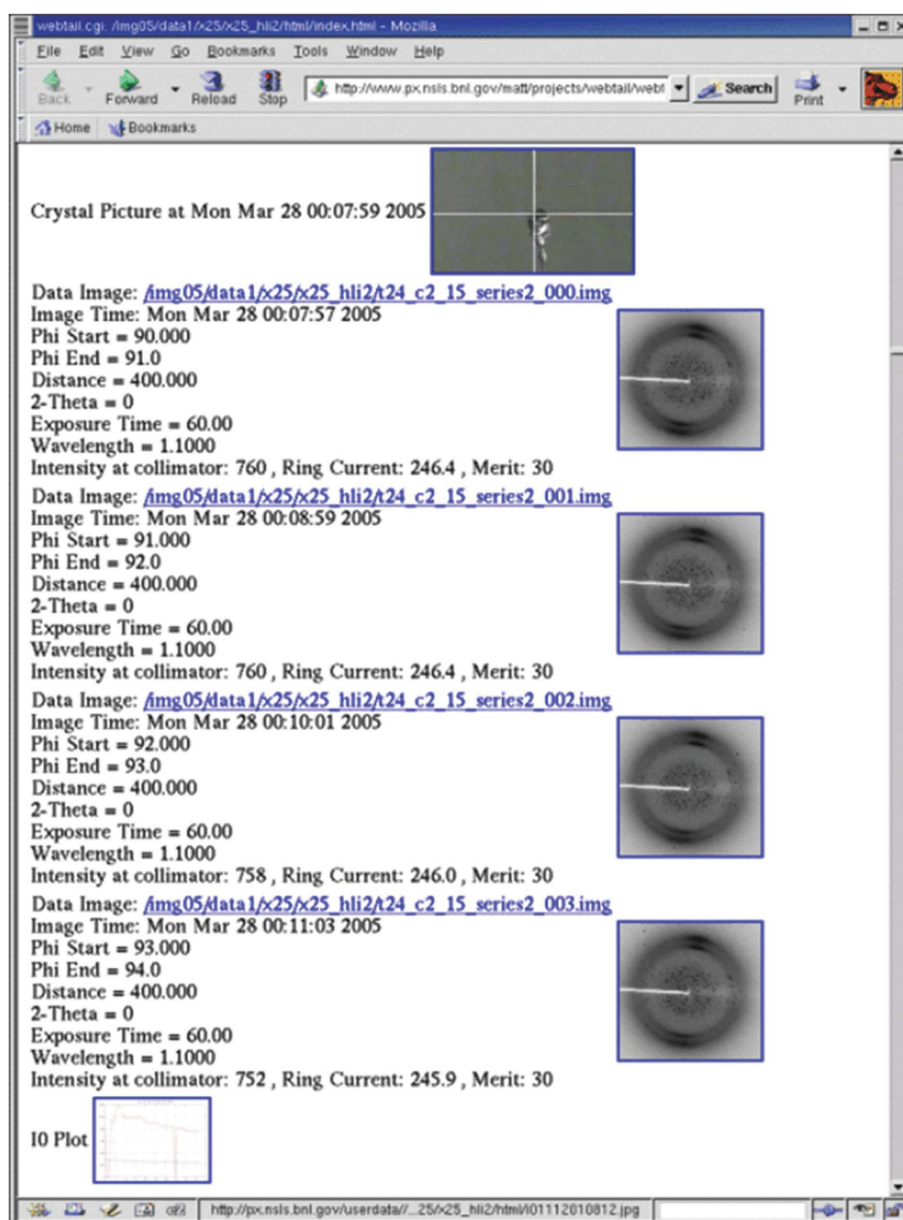 webtail.cgi: /img05/data1/x25/x25_hli2/html/index.html - Mozilla
File Edit View Go Bookmarks Tools Window Help
Back Forward Reload Stop http://www.px.nsls.bnl.gov/matt/projects/webtail/webt Search Print
Home Bookmarks
Crystal Picture at Mon Mar 28 00:07:59 2005
Data Image: /img05/data1/x25/x25_hli2/t24_c2_15_series2_000.img
Image Time: Mon Mar 28 00:07:57 2005
Phi Start = 90.000
Phi End = 91.0
Distance = 400.000
2-Theta = 0
Exposure Time = 60.00
Wavelength = 1.1000
Intensity at collimator: 760 , Ring Current: 246.4 , Merit: 30
Data Image: /img05/data1/x25/x25_hli2/t24_c2_15_series2_001.img
Image Time: Mon Mar 28 00:08:59 2005
Phi Start = 91.000
Phi End = 92.0
Distance = 400.000
2-Theta = 0
Exposure Time = 60.00
Wavelength = 1.1000
Intensity at collimator: 760 , Ring Current: 246.4 , Merit: 30
Data Image: /img05/data1/x25/x25_hli2/t24_c2_15_series2_002.img
Image Time: Mon Mar 28 00:10:01 2005
Phi Start = 92.000
Phi End = 93.0
Distance = 400.000
2-Theta = 0
Exposure Time = 60.00
Wavelength = 1.1000
Intensity at collimator: 758 , Ring Current: 246.0 , Merit: 30
Data Image: /img05/data1/x25/x25_hli2/t24_c2_15_series2_003.img
Image Time: Mon Mar 28 00:11:03 2005
Phi Start = 93.000
Phi End = 94.0
Distance = 400.000
2-Theta = 0
Exposure Time = 60.00
Wavelength = 1.1000
Intensity at collimator: 752 , Ring Current: 245.9 , Merit: 30
I0 Plot
http://px.nsls.bnl.gov/userdata//...25/x25_hli2/html/I01112010812.jpg